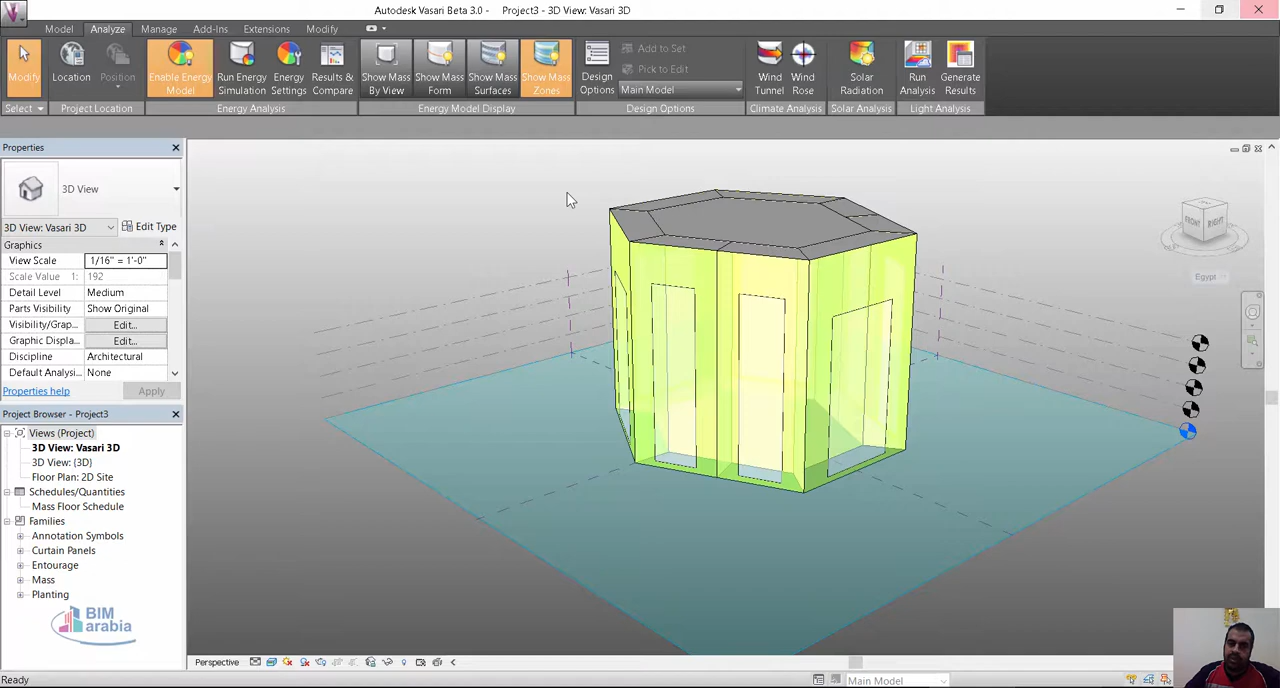 Autodesk Vasari Beta 3.0 - Project3 - 3D View: Vasari 3D
Model Analyze Manage Add-Ins Extensions Modify
Modify
Location
Position
Enable Energy Model
Run Energy Simulation
Energy Settings
Results & Compare
Show Mass By View
Show Mass Form
Show Mass Surfaces
Show Mass Zones
Design Options
Add to Set
Pick to Edit
Main Model
Wind Tunnel
Wind Rose
Solar Radiation
Run Analysis
Generate Results
Select Project Location Energy Analysis Energy Model Display Design Options Climate Analysis Solar Analysis Light Analysis
Properties
3D View
3D View: Vasari 3D Edit Type
Graphics
View Scale 1/16" = 1'-0"
Scale Value 1: 192
Detail Level Medium
Parts Visibility Show Original
Visibility/Grap... Edit...
Graphic Displa... Edit...
Discipline Architectural
Default Analysi... None
Properties help Apply
Project Browser - Project3
Views (Project)
3D View: Vasari 3D
3D View: {3D}
Floor Plan: 2D Site
Schedules/Quantities
Mass Floor Schedule
Families
Annotation Symbols
Curtain Panels
Entourage
Mass
Planting
BIM
arabia
FRONT RIGHT
Egypt
Perspective
Ready
Main Model